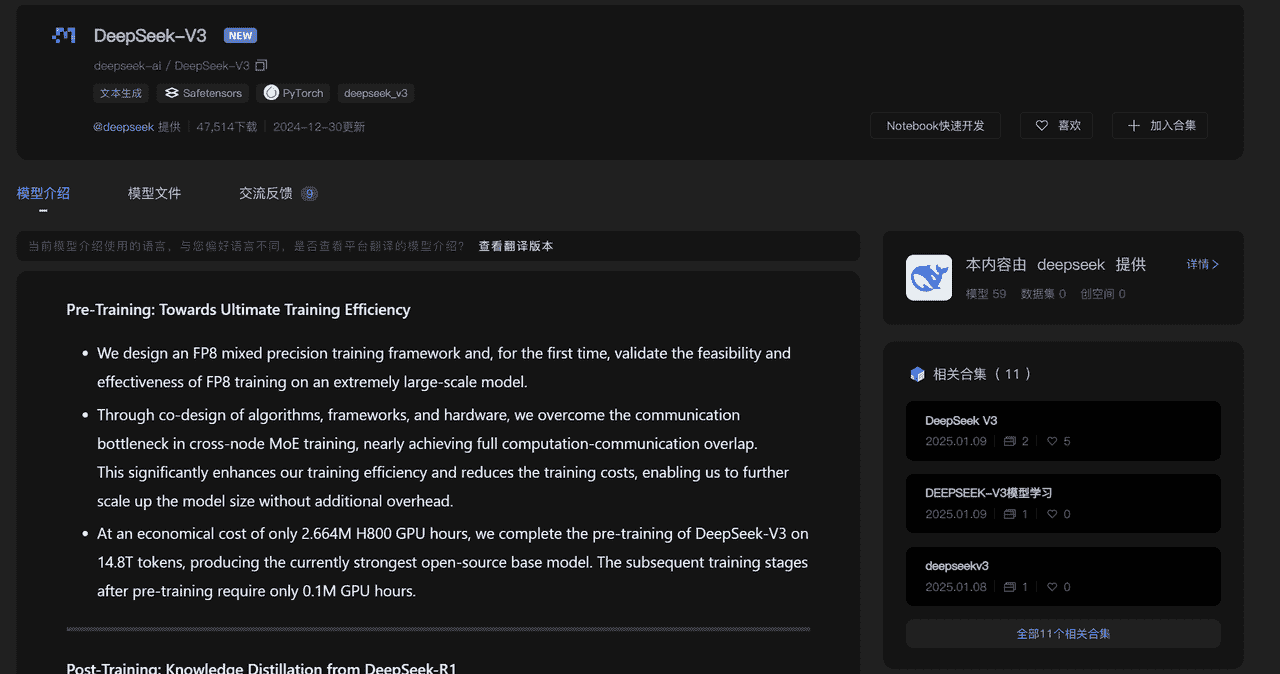 DeepSeek-V3 NEW
deepseek-ai / DeepSeek-V3
文本生成 Safetensors PyTorch deepseek_v3
@deepseek 提供 47,514下载 2024-12-30更新
Notebook快速开发 喜欢 加入合集
模型介绍 模型文件 交流反馈 9
当前模型介绍使用的语言，与您偏好语言不同，是否查看平台翻译的模型介绍？ 查看翻译版本
Pre-Training: Towards Ultimate Training Efficiency
We design an FP8 mixed precision training framework and, for the first time, validate the feasibility and
effectiveness of FP8 training on an extremely large-scale model.
Through co-design of algorithms, frameworks, and hardware, we overcome the communication
bottleneck in cross-node MoE training, nearly achieving full computation-communication overlap.
This significantly enhances our training efficiency and reduces the training costs, enabling us to further
scale up the model size without additional overhead.
At an economical cost of only 2.664M H800 GPU hours, we complete the pre-training of DeepSeek-V3 on
14.8T tokens, producing the currently strongest open-source base model. The subsequent training stages
after pre-training require only 0.1M GPU hours.
Post-Training: Knowledge Distillation from DeepSeek-R1
本内容由 deepseek 提供 详情
模型 59 数据集 0 创空间 0
相关合集（ 11 ）
DeepSeek V3
2025.01.09 2 5
DEEPSEEK-V3模型学习
2025.01.09 1 0
deepseekv3
2025.01.08 1 0
全部11个相关合集